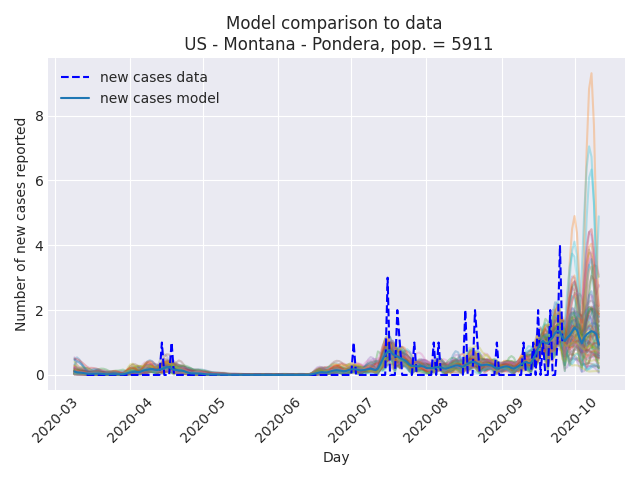 Model comparison to data
US - Montana - Pondera, pop. = 5911
new cases data
new cases model
Number of new cases reported
8
6
4
2
0
2020-03
2020-04
2020-05
2020-06
2020-07
2020-08
2020-09
2020-10
Day